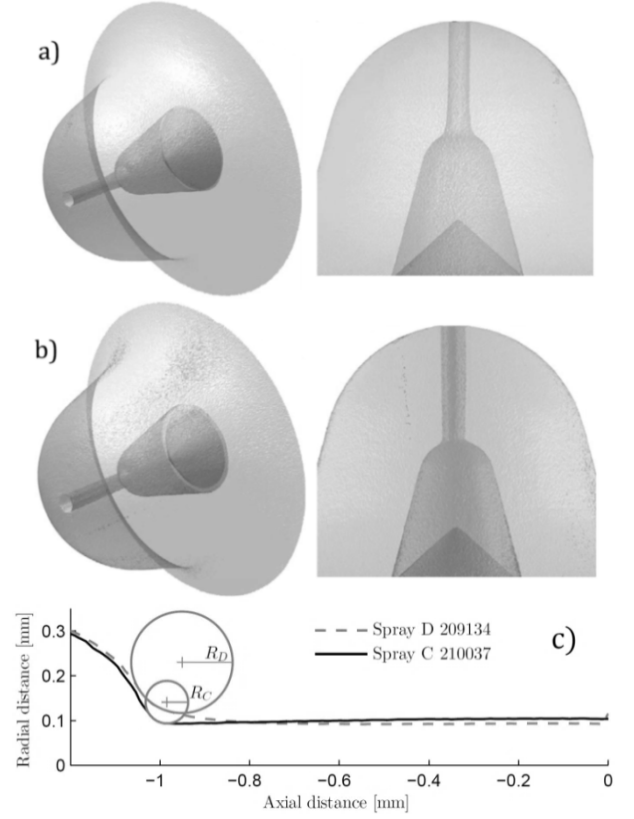 a)
b)
c)
Radial distance [mm]
0.3
0.2
0.1
0
R_D
R_C
Spray D 209134
Spray C 210037
−1
−0.8
−0.6
−0.4
−0.2
0
Axial distance [mm]